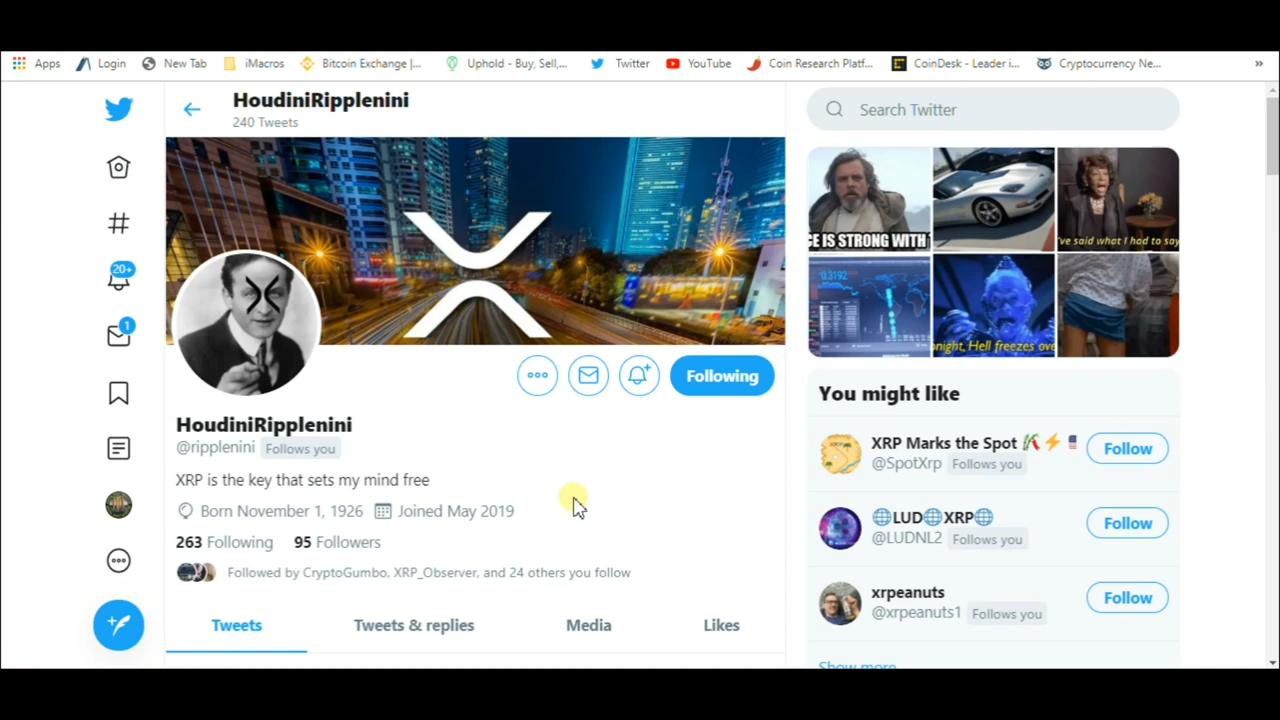 Apps Login New Tab iMacros Bitcoin Exchange |... Uphold - Buy, Sell,... Twitter YouTube Coin Research Platf... CoinDesk - Leader i... Cryptocurrency Ne... »
HoudiniRipplenini
240 Tweets
20+
1
HoudiniRipplenini
@ripplenini Follows you
XRP is the key that sets my mind free
Born November 1, 1926 Joined May 2019
263 Following 95 Followers
Followed by CryptoGumbo, XRP_Observer, and 24 others you follow
Following
Tweets Tweets & replies Media Likes
Search Twitter
CE IS STRONG WITH
've said what I had to say
0.3192
night, Hell freezes ove
You might like
XRP Marks the Spot
@SpotXrp Follows you
Follow
LUD XRP
@LUDNL2 Follows you
Follow
xrpeanuts
@xrpeanuts1 Follows you
Follow
Show more